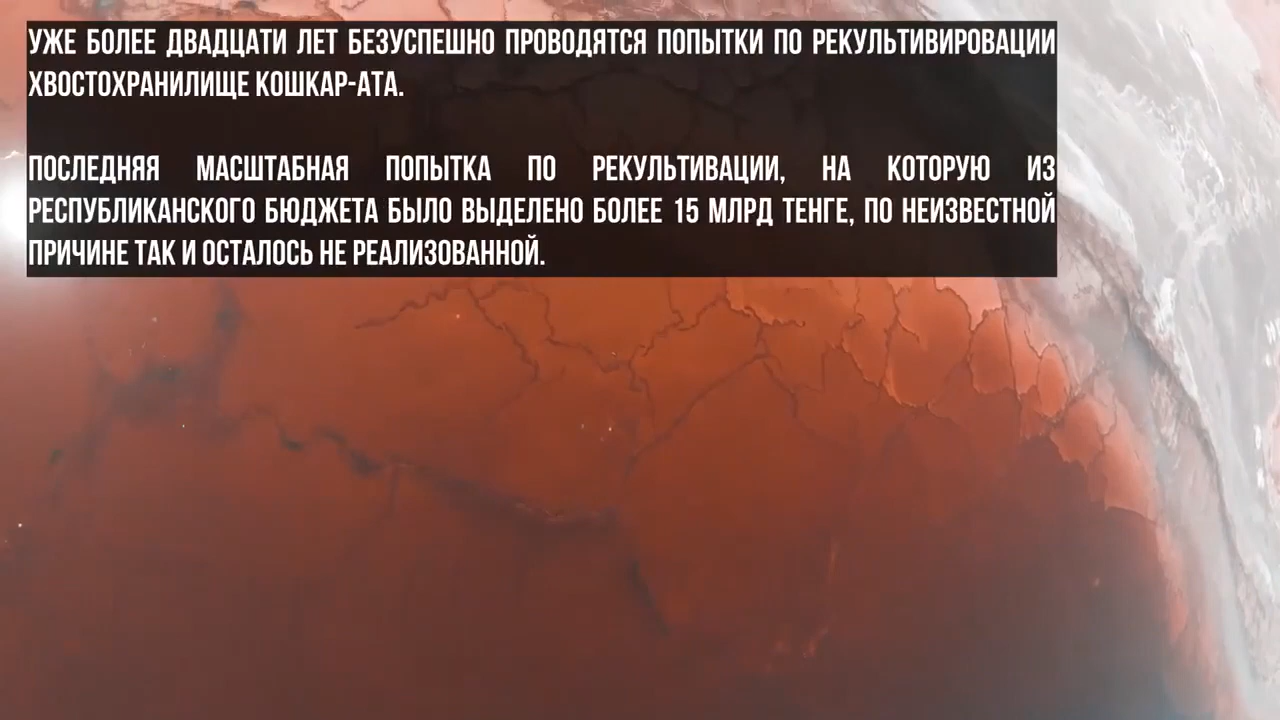 УЖЕ БОЛЕЕ ДВАДЦАТИ ЛЕТ БЕЗУСПЕШНО ПРОВОДЯТСЯ ПОПЫТКИ ПО РЕКУЛЬТИВИРОВАЦИИ
ХВОСТОХРАНИЛИЩЕ КОШКАР-АТА.
ПОСЛЕДНЯЯ МАСШТАБНАЯ ПОПЫТКА ПО РЕКУЛЬТИВАЦИИ, НА КОТОРУЮ ИЗ
РЕСПУБЛИКАНСКОГО БЮДЖЕТА БЫЛО ВЫДЕЛЕНО БОЛЕЕ 15 МЛРД ТЕНГЕ, ПО НЕИЗВЕСТНОЙ
ПРИЧИНЕ ТАК И ОСТАЛОСЬ НЕ РЕАЛИЗОВАННОЙ.